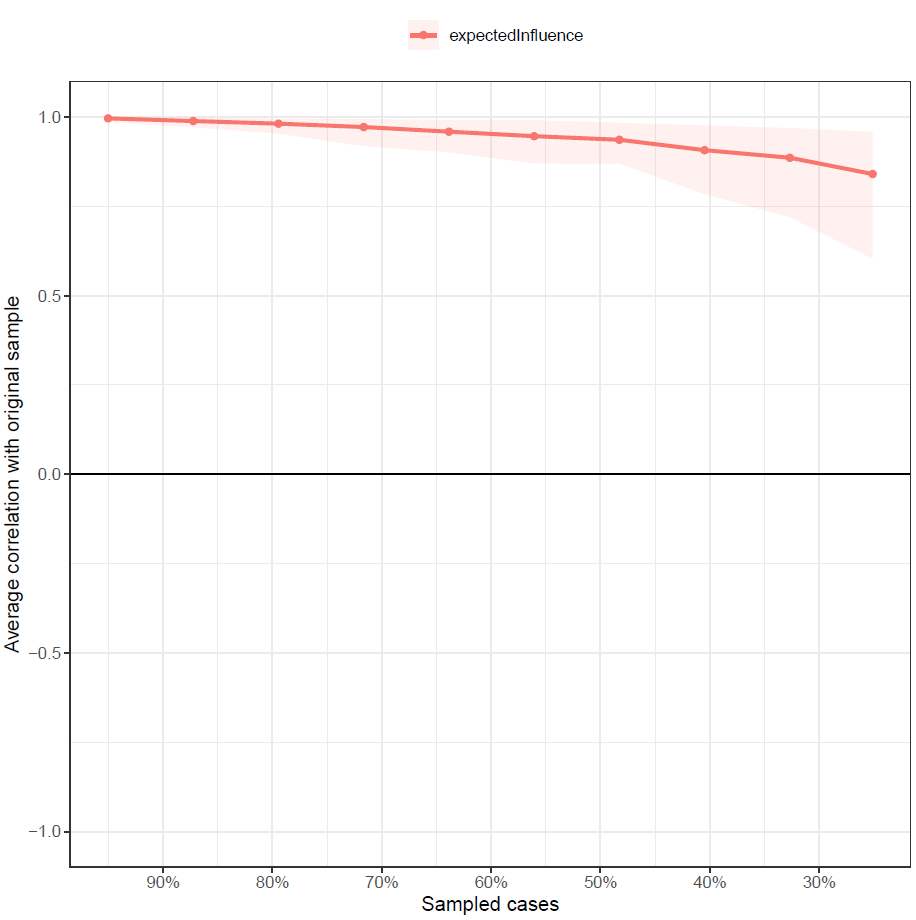 expectedInfluence
1.0
0.5
0.0
−0.5
−1.0
Average correlation with original sample
90% 80% 70% 60% 50% 40% 30%
Sampled cases